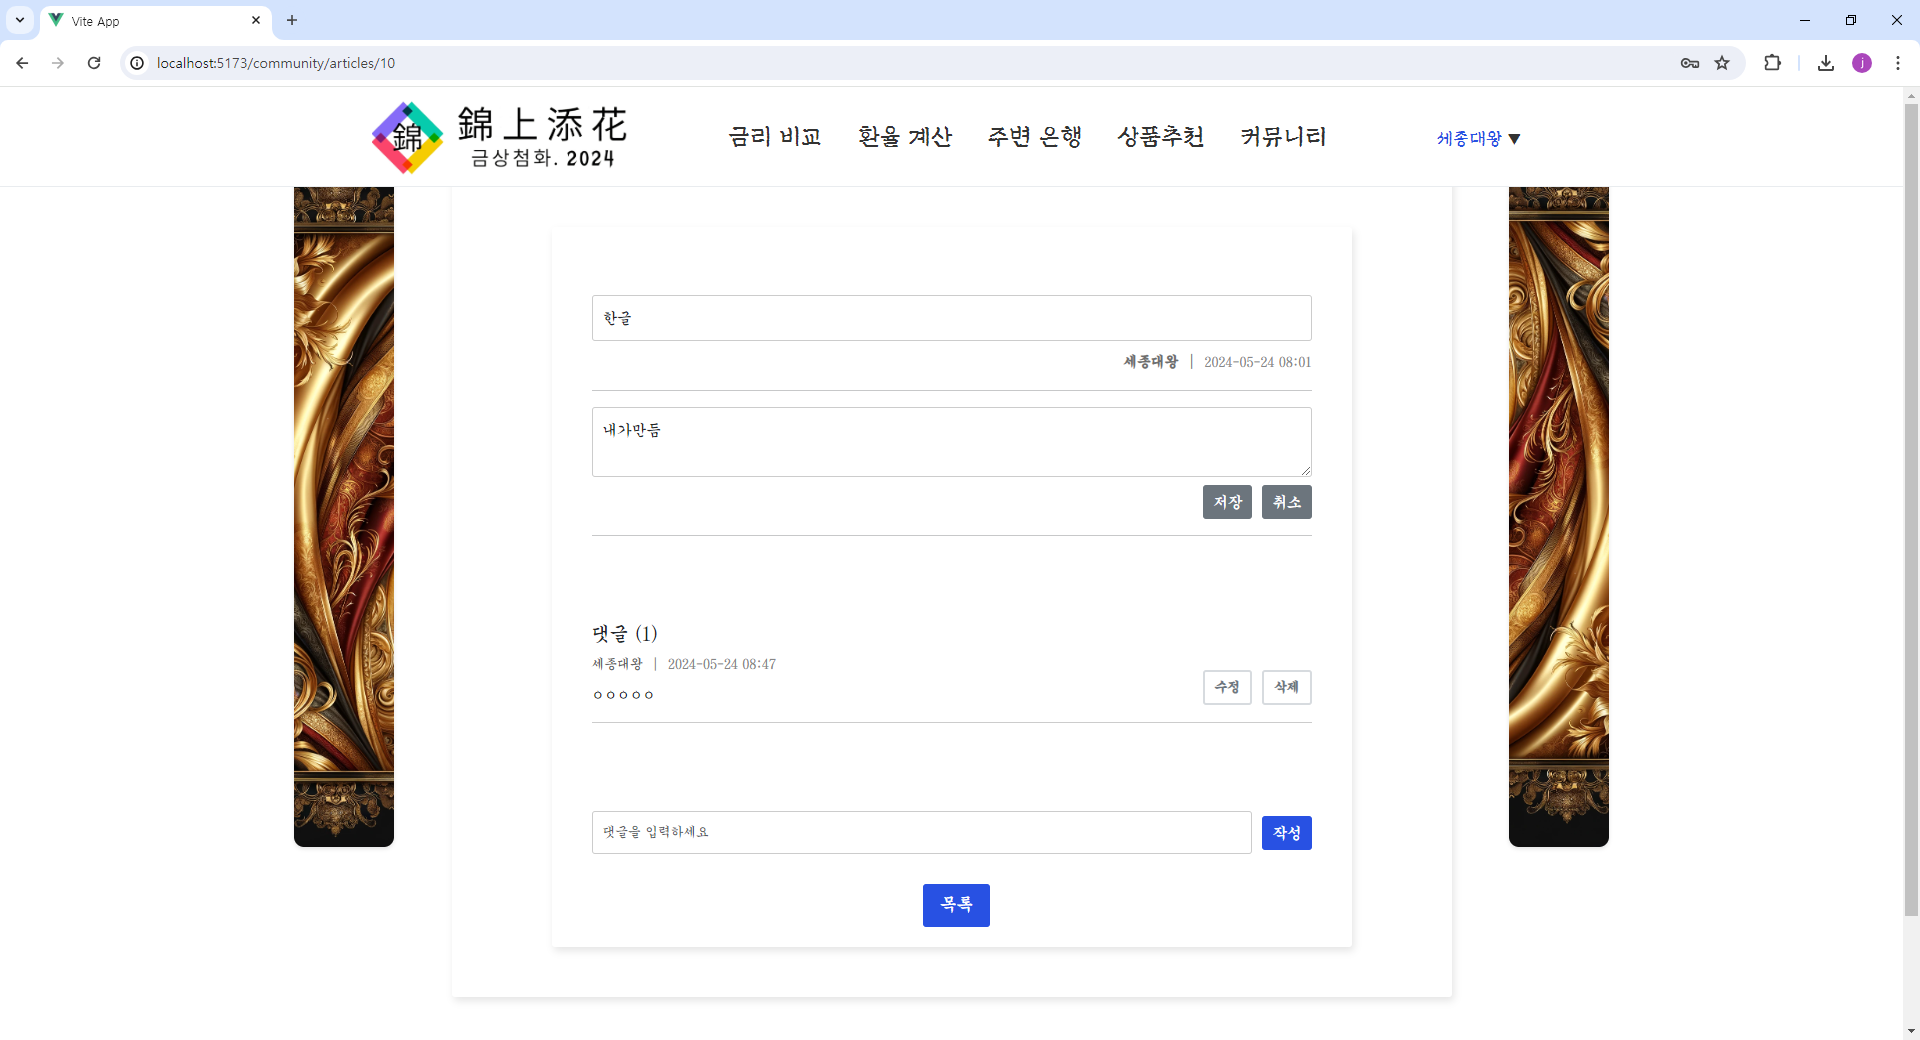 Vite App
localhost:5173/community/articles/10
j
錦
錦上添花
금상첨화. 2024
금리 비교
환율 계산
주변 은행
상품추천
커뮤니티
세종대왕 ▼
한글
세종대왕 | 2024-05-24 08:01
내가만듬
저장
취소
댓글 (1)
세종대왕 | 2024-05-24 08:47
ㅇㅇㅇㅇㅇ
수정
삭제
댓글을 입력하세요
작성
목록